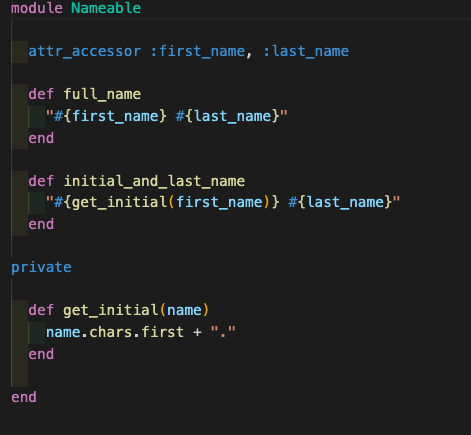 module Nameable
attr_accessor :first_name, :last_name
def full_name
"#{first_name} #{last_name}"
end
def initial_and_last_name
"#{get_initial(first_name)} #{last_name}"
end
private
def get_initial(name)
name.chars.first + "."
end
end